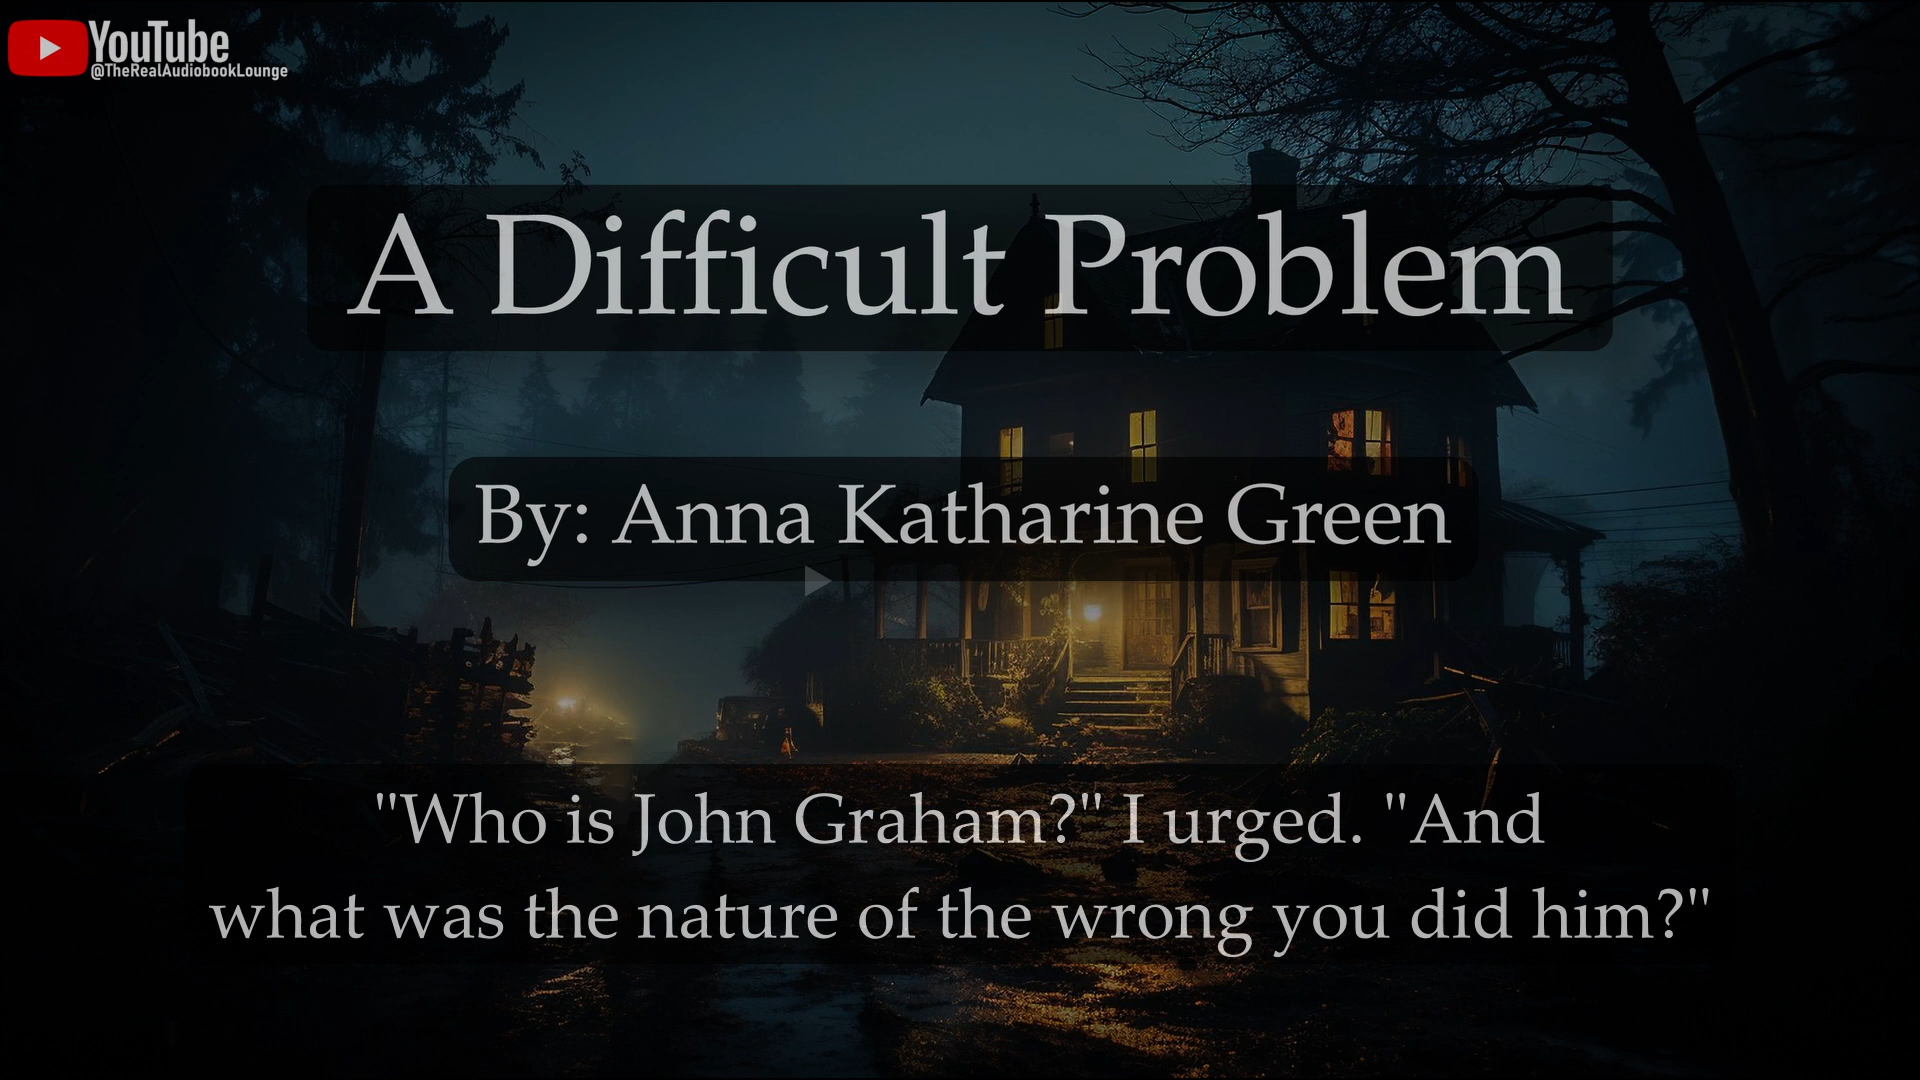 YouTube
@TheRealAudiobookLounge
A Difficult Problem
By: Anna Katharine Green
"Who is John Graham?" I urged. "And
what was the nature of the wrong you did him?"